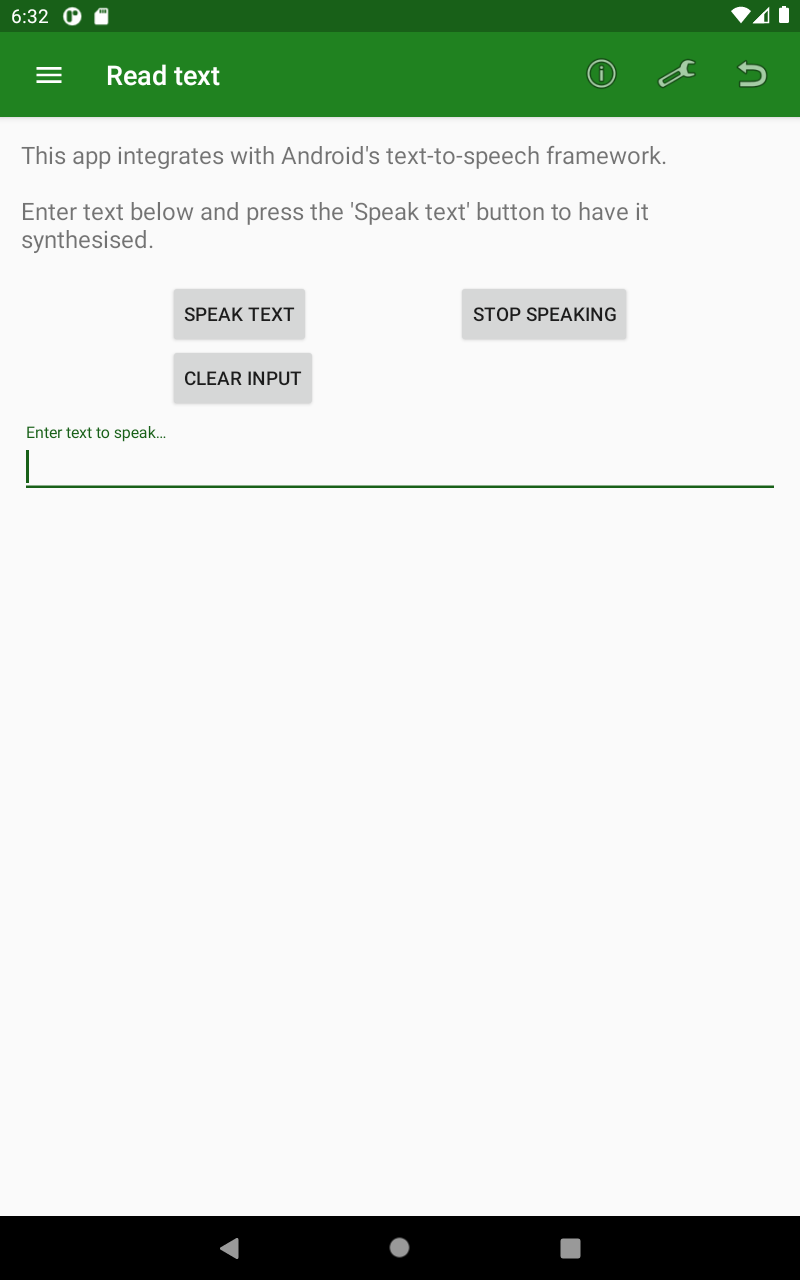 6:32
Read text
This app integrates with Android's text-to-speech framework.
Enter text below and press the 'Speak text' button to have it
synthesised.
SPEAK TEXT
STOP SPEAKING
CLEAR INPUT
Enter text to speak…